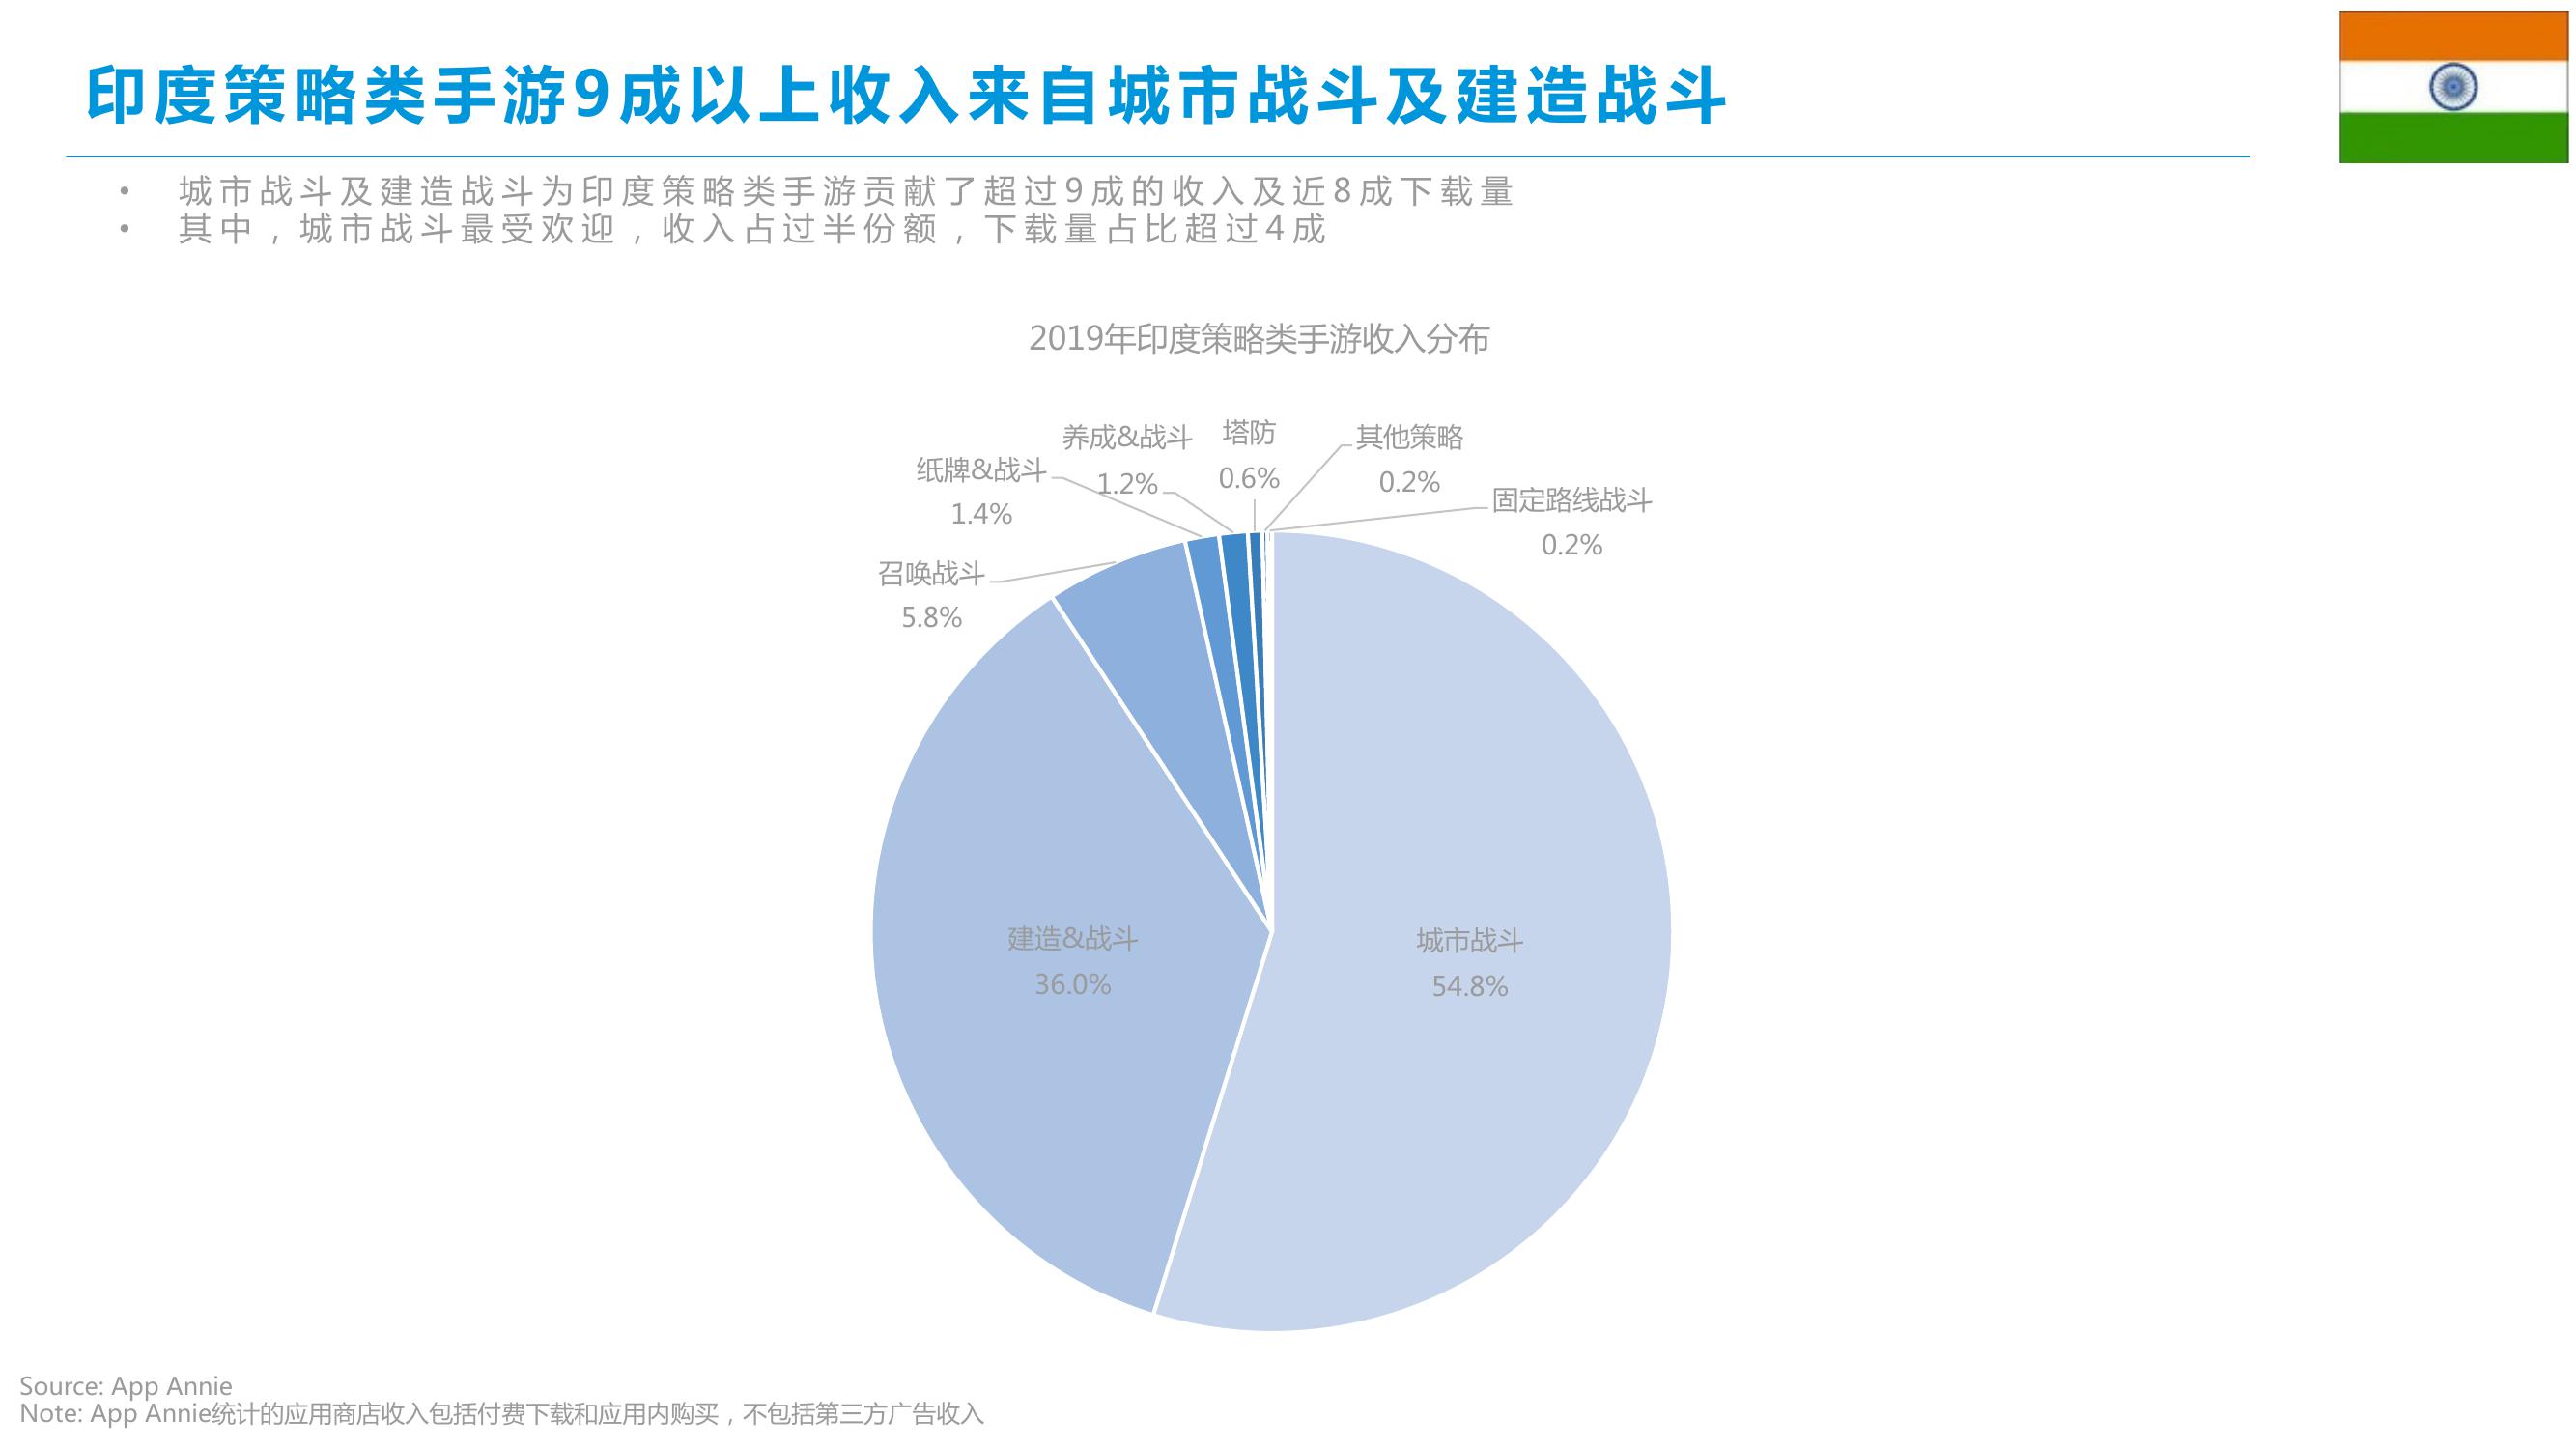 印度策略类手游9成以上收入来自城市战斗及建造战斗
• 城市战斗及建造战斗为印度策略类手游贡献了超过9成的收入及近8成下载量
• 其中，城市战斗最受欢迎，收入占过半份额，下载量占比超过4成
2019年印度策略类手游收入分布
养成&战斗
1.2%
塔防
0.6%
其他策略
0.2%
纸牌&战斗
1.4%
固定路线战斗
0.2%
召唤战斗
5.8%
建造&战斗
36.0%
城市战斗
54.8%
Source: App Annie
Note: App Annie统计的应用商店收入包括付费下载和应用内购买，不包括第三方广告收入